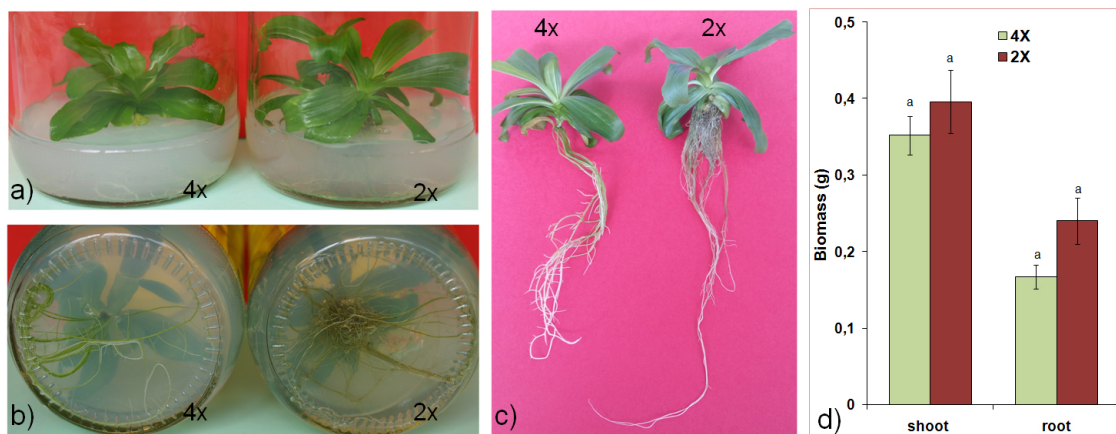 a)
4x
2x
b)
4x
2x
c)
4x
2x
d)
Biomass (g)
0,5
0,4
0,3
0,2
0,1
0
4X
2X
a
a
a
a
shoot
root